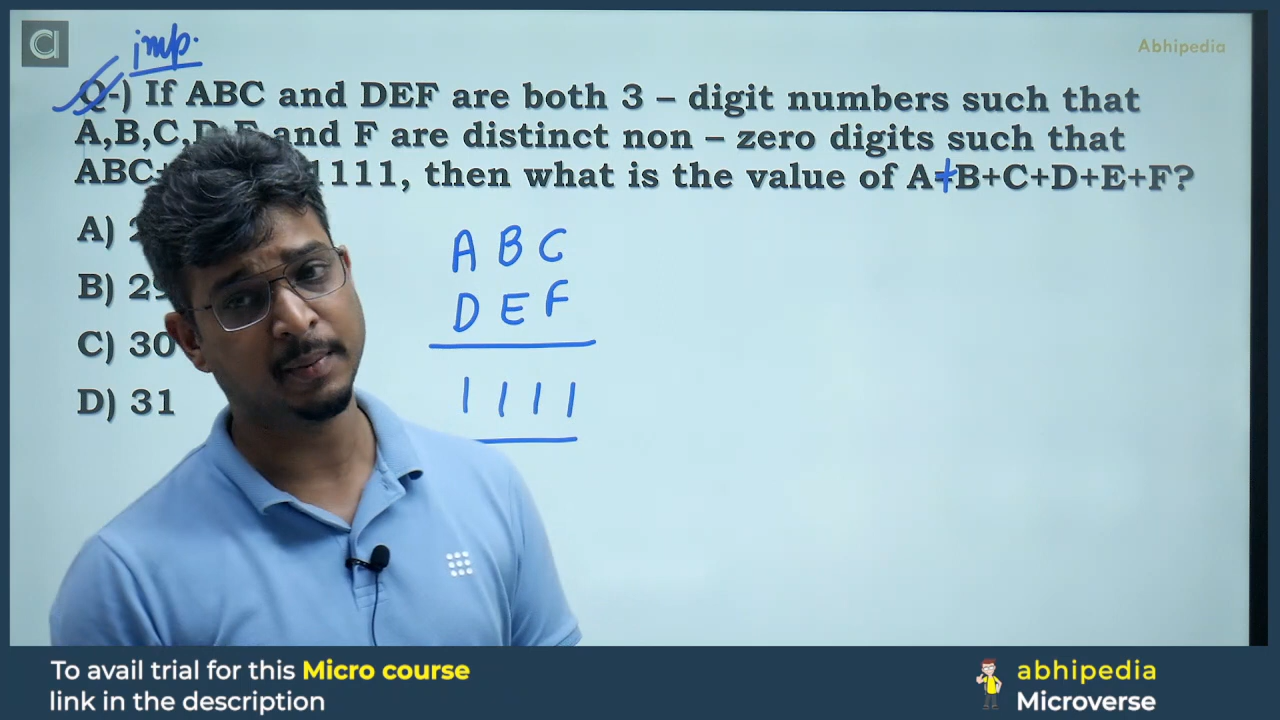 Abhipedia
imp.
Q-) If ABC and DEF are both 3 – digit numbers such that
A,B,C,D,E and F are distinct non – zero digits such that
ABC+ 1111, then what is the value of A+B+C+D+E+F?
A)
B) 29
C) 30
D) 31
A B C
D E F
1 1 1 1
To avail trial for this Micro course
link in the description
abhipedia
Microverse